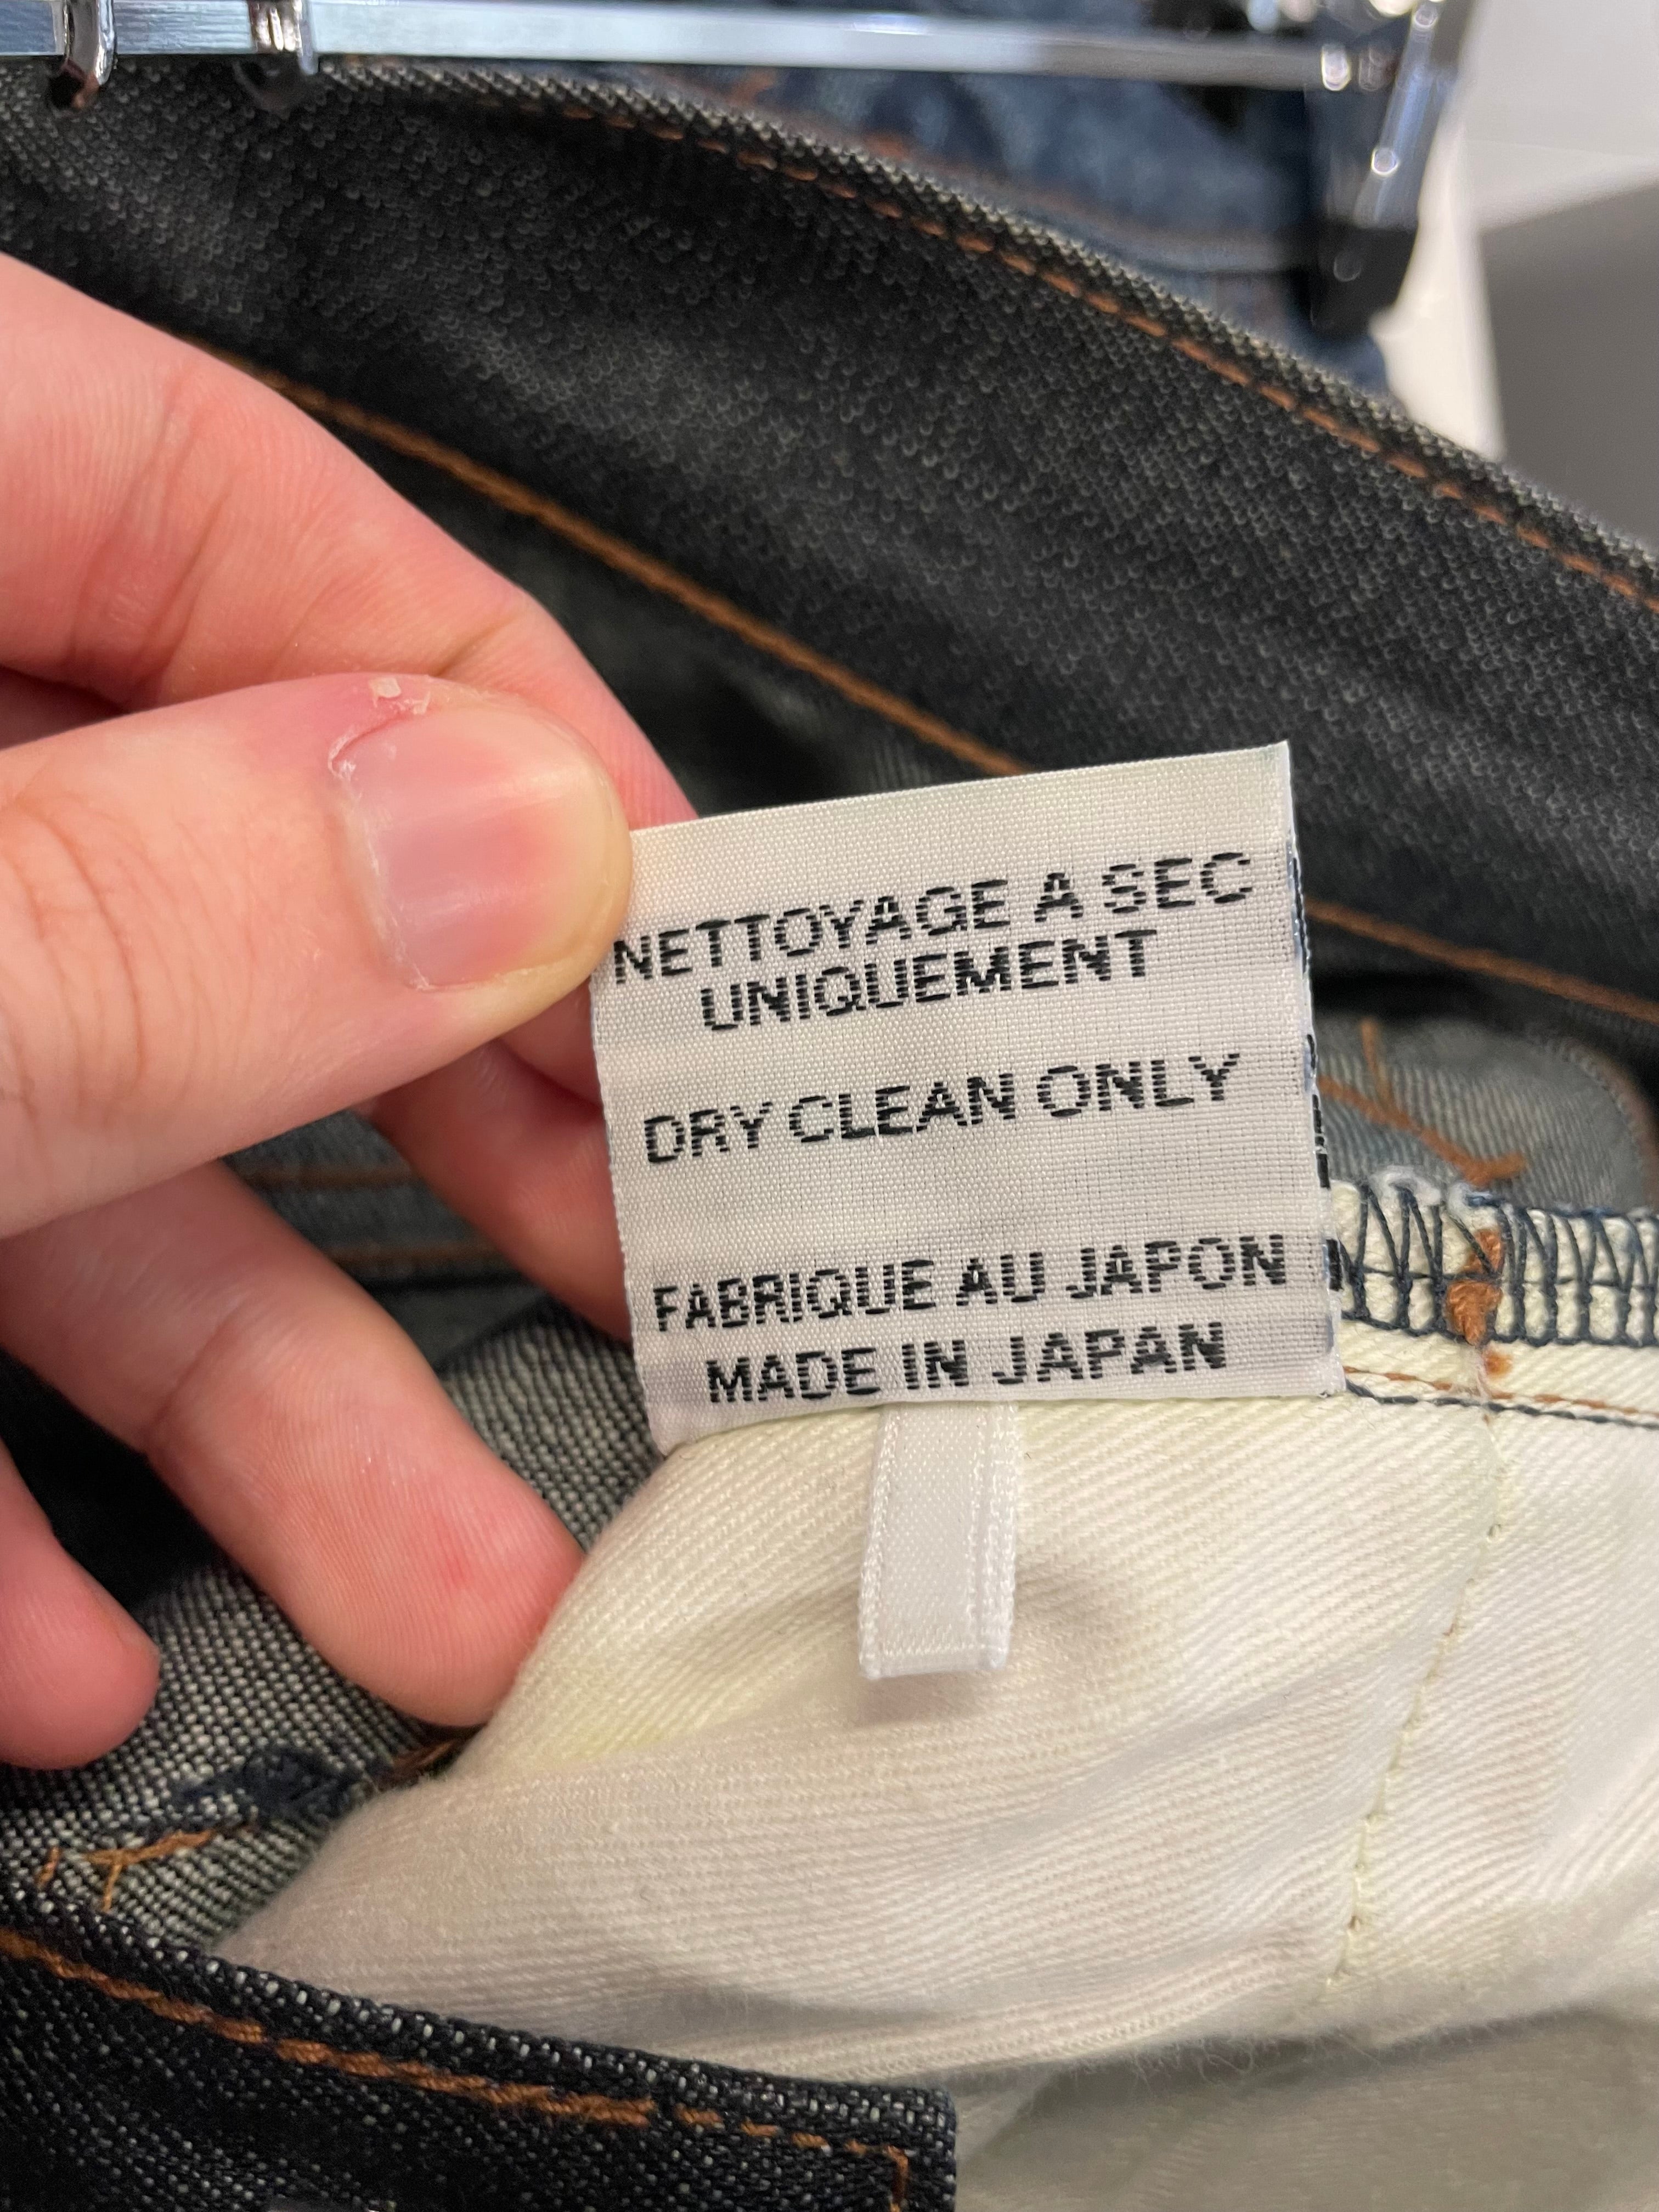 NETTOYAGE A SEC
UNIQUEMENT
DRY CLEAN ONLY
FABRIQUE AU JAPON
MADE IN JAPAN